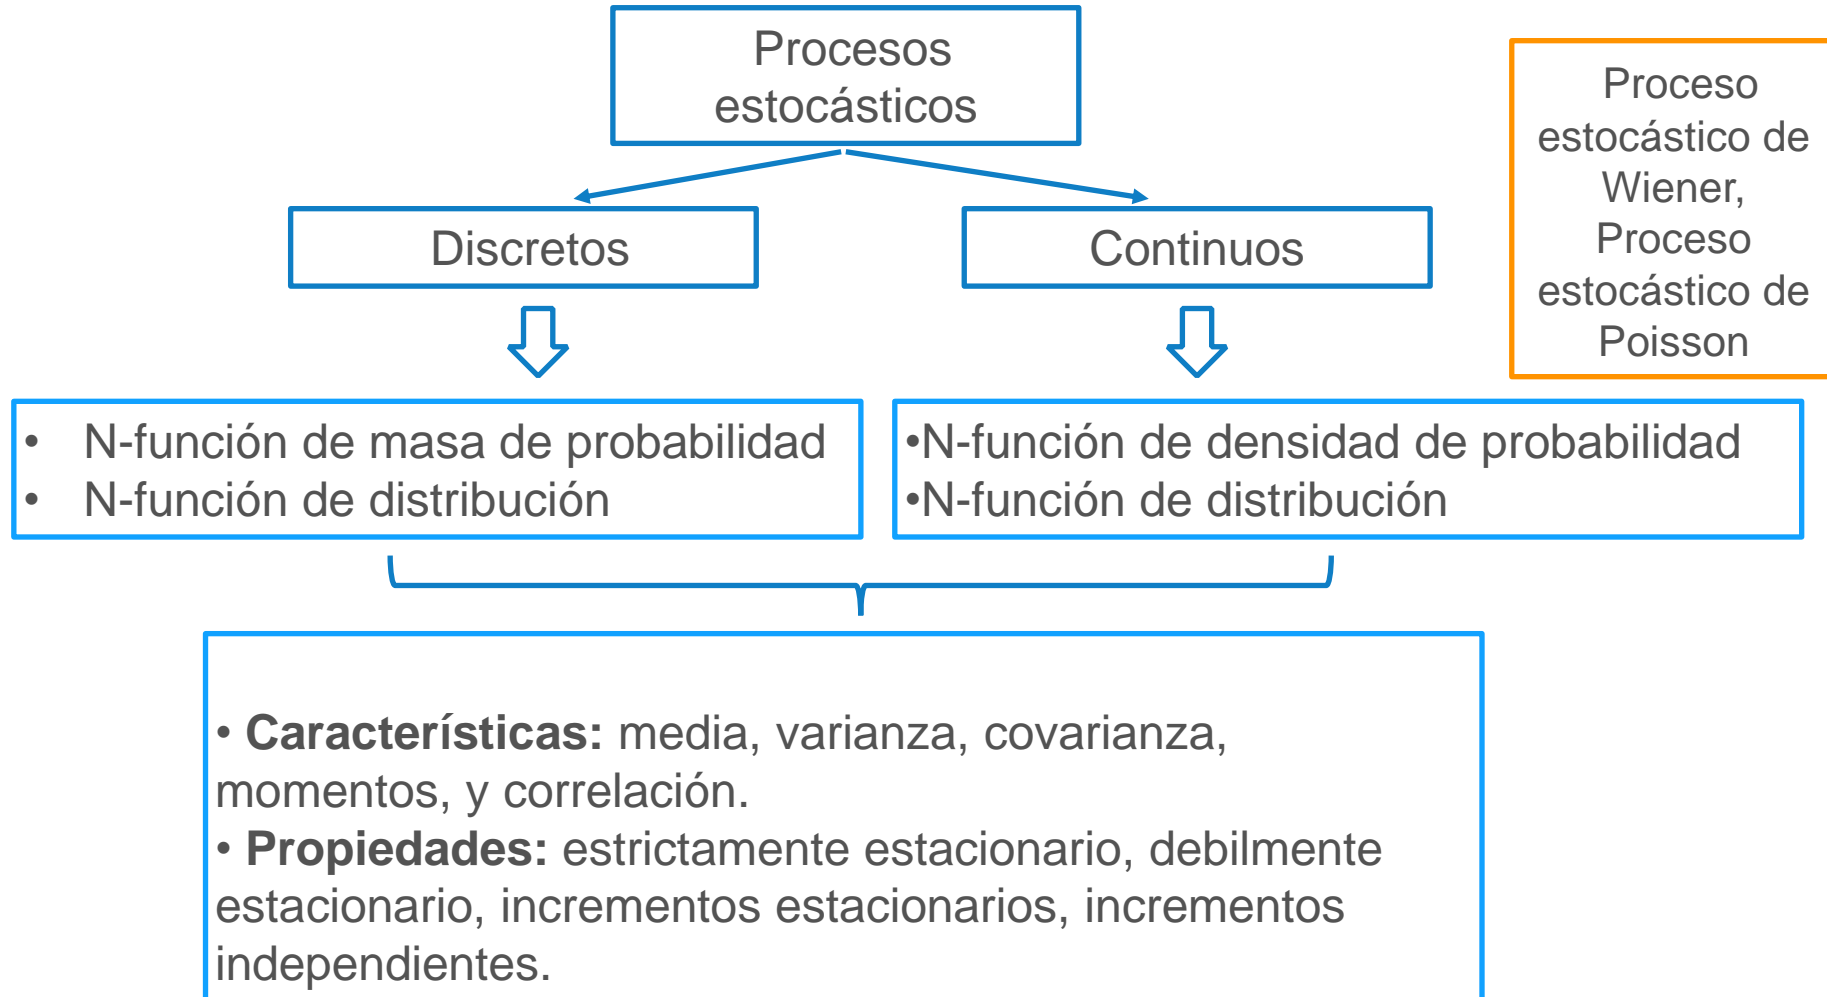 Procesos
estocásticos
Proceso
estocástico de
Wiener,
Proceso
estocástico de
Poisson
Discretos
Continuos
• N-función de masa de probabilidad
• N-función de distribución
•N-función de densidad de probabilidad
•N-función de distribución
• Características: media, varianza, covarianza,
momentos, y correlación.
• Propiedades: estrictamente estacionario, debilmente
estacionario, incrementos estacionarios, incrementos
independientes.